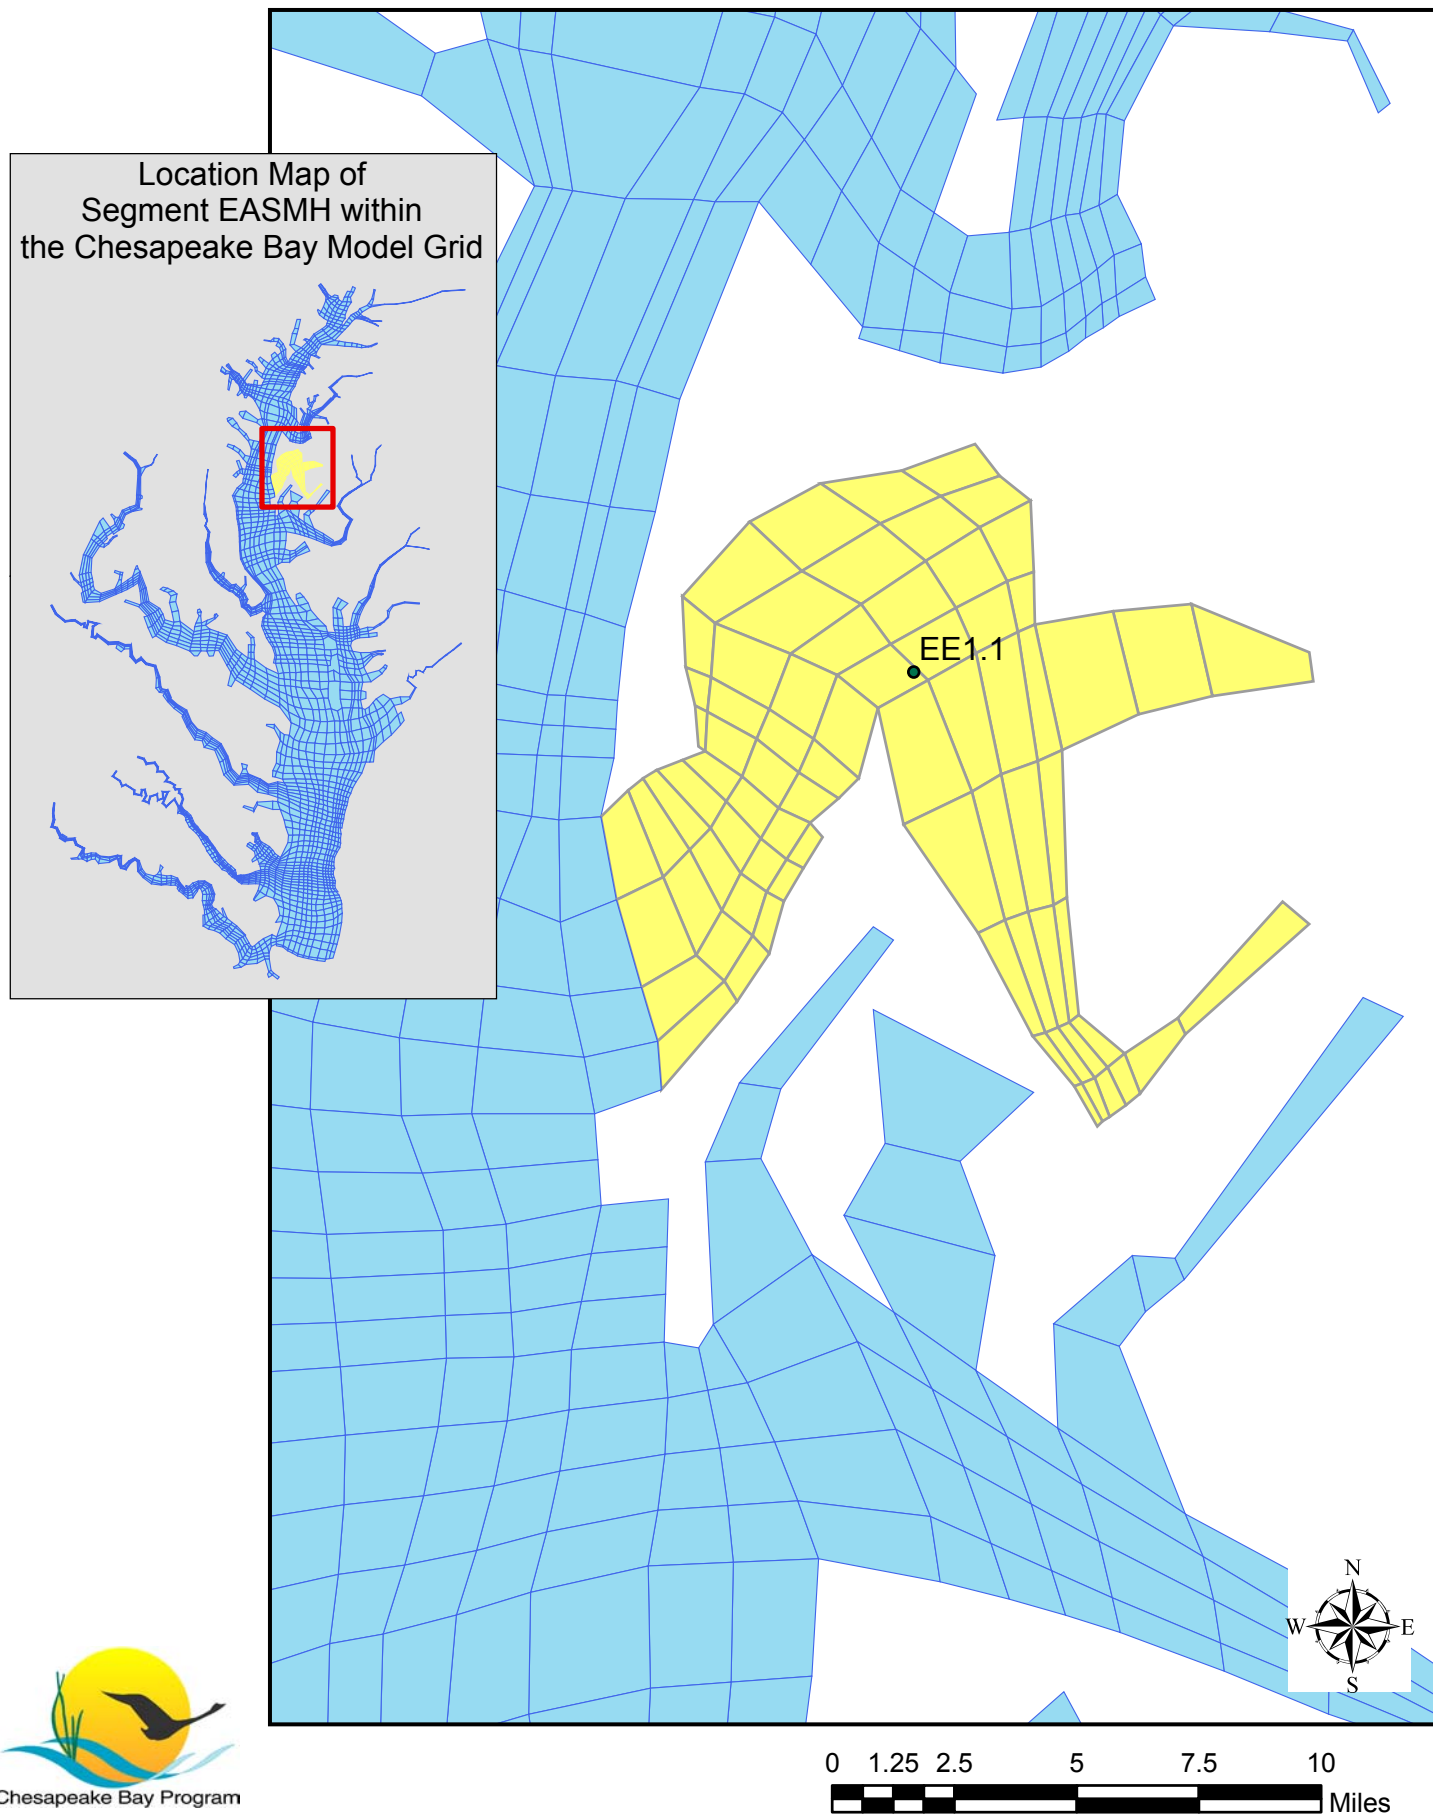 Location Map of
Segment EASMH within
the Chesapeake Bay Model Grid
EE1.1
N
W E
S
Chesapeake Bay Program
0 1.25 2.5 5 7.5 10
Miles